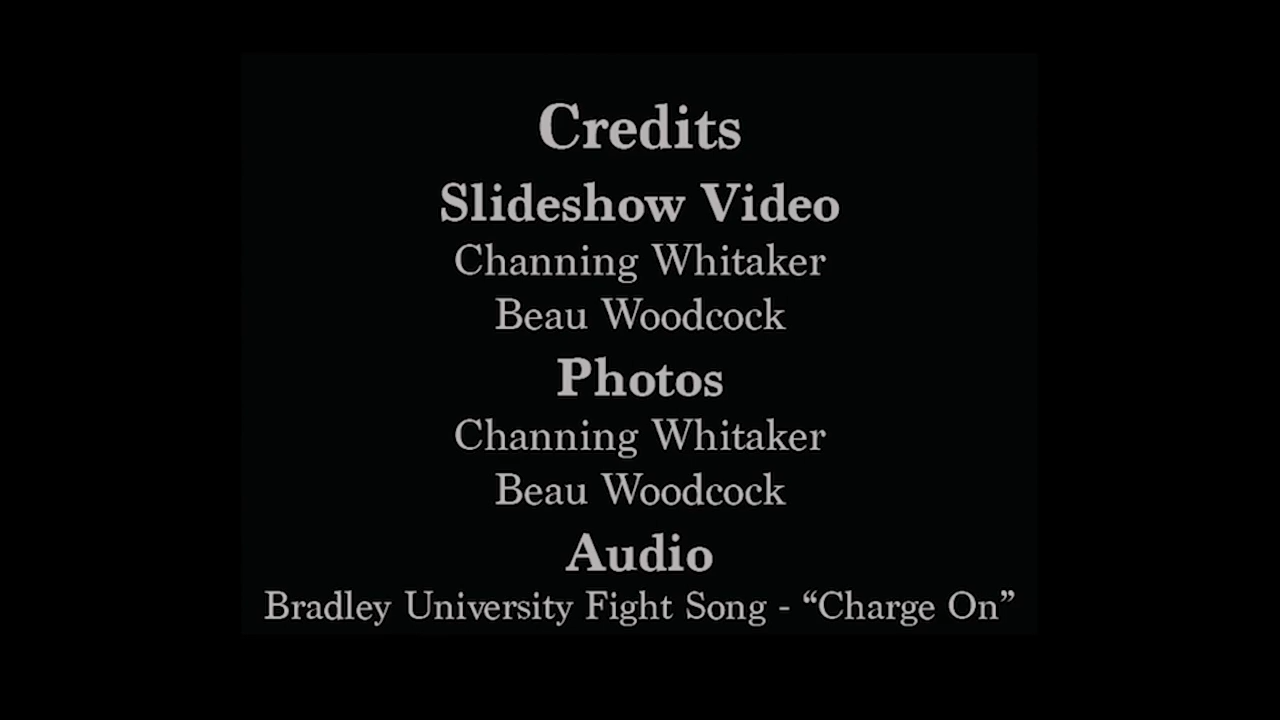 Credits
Slideshow Video
Channing Whitaker
Beau Woodcock
Photos
Channing Whitaker
Beau Woodcock
Audio
Bradley University Fight Song - “Charge On”